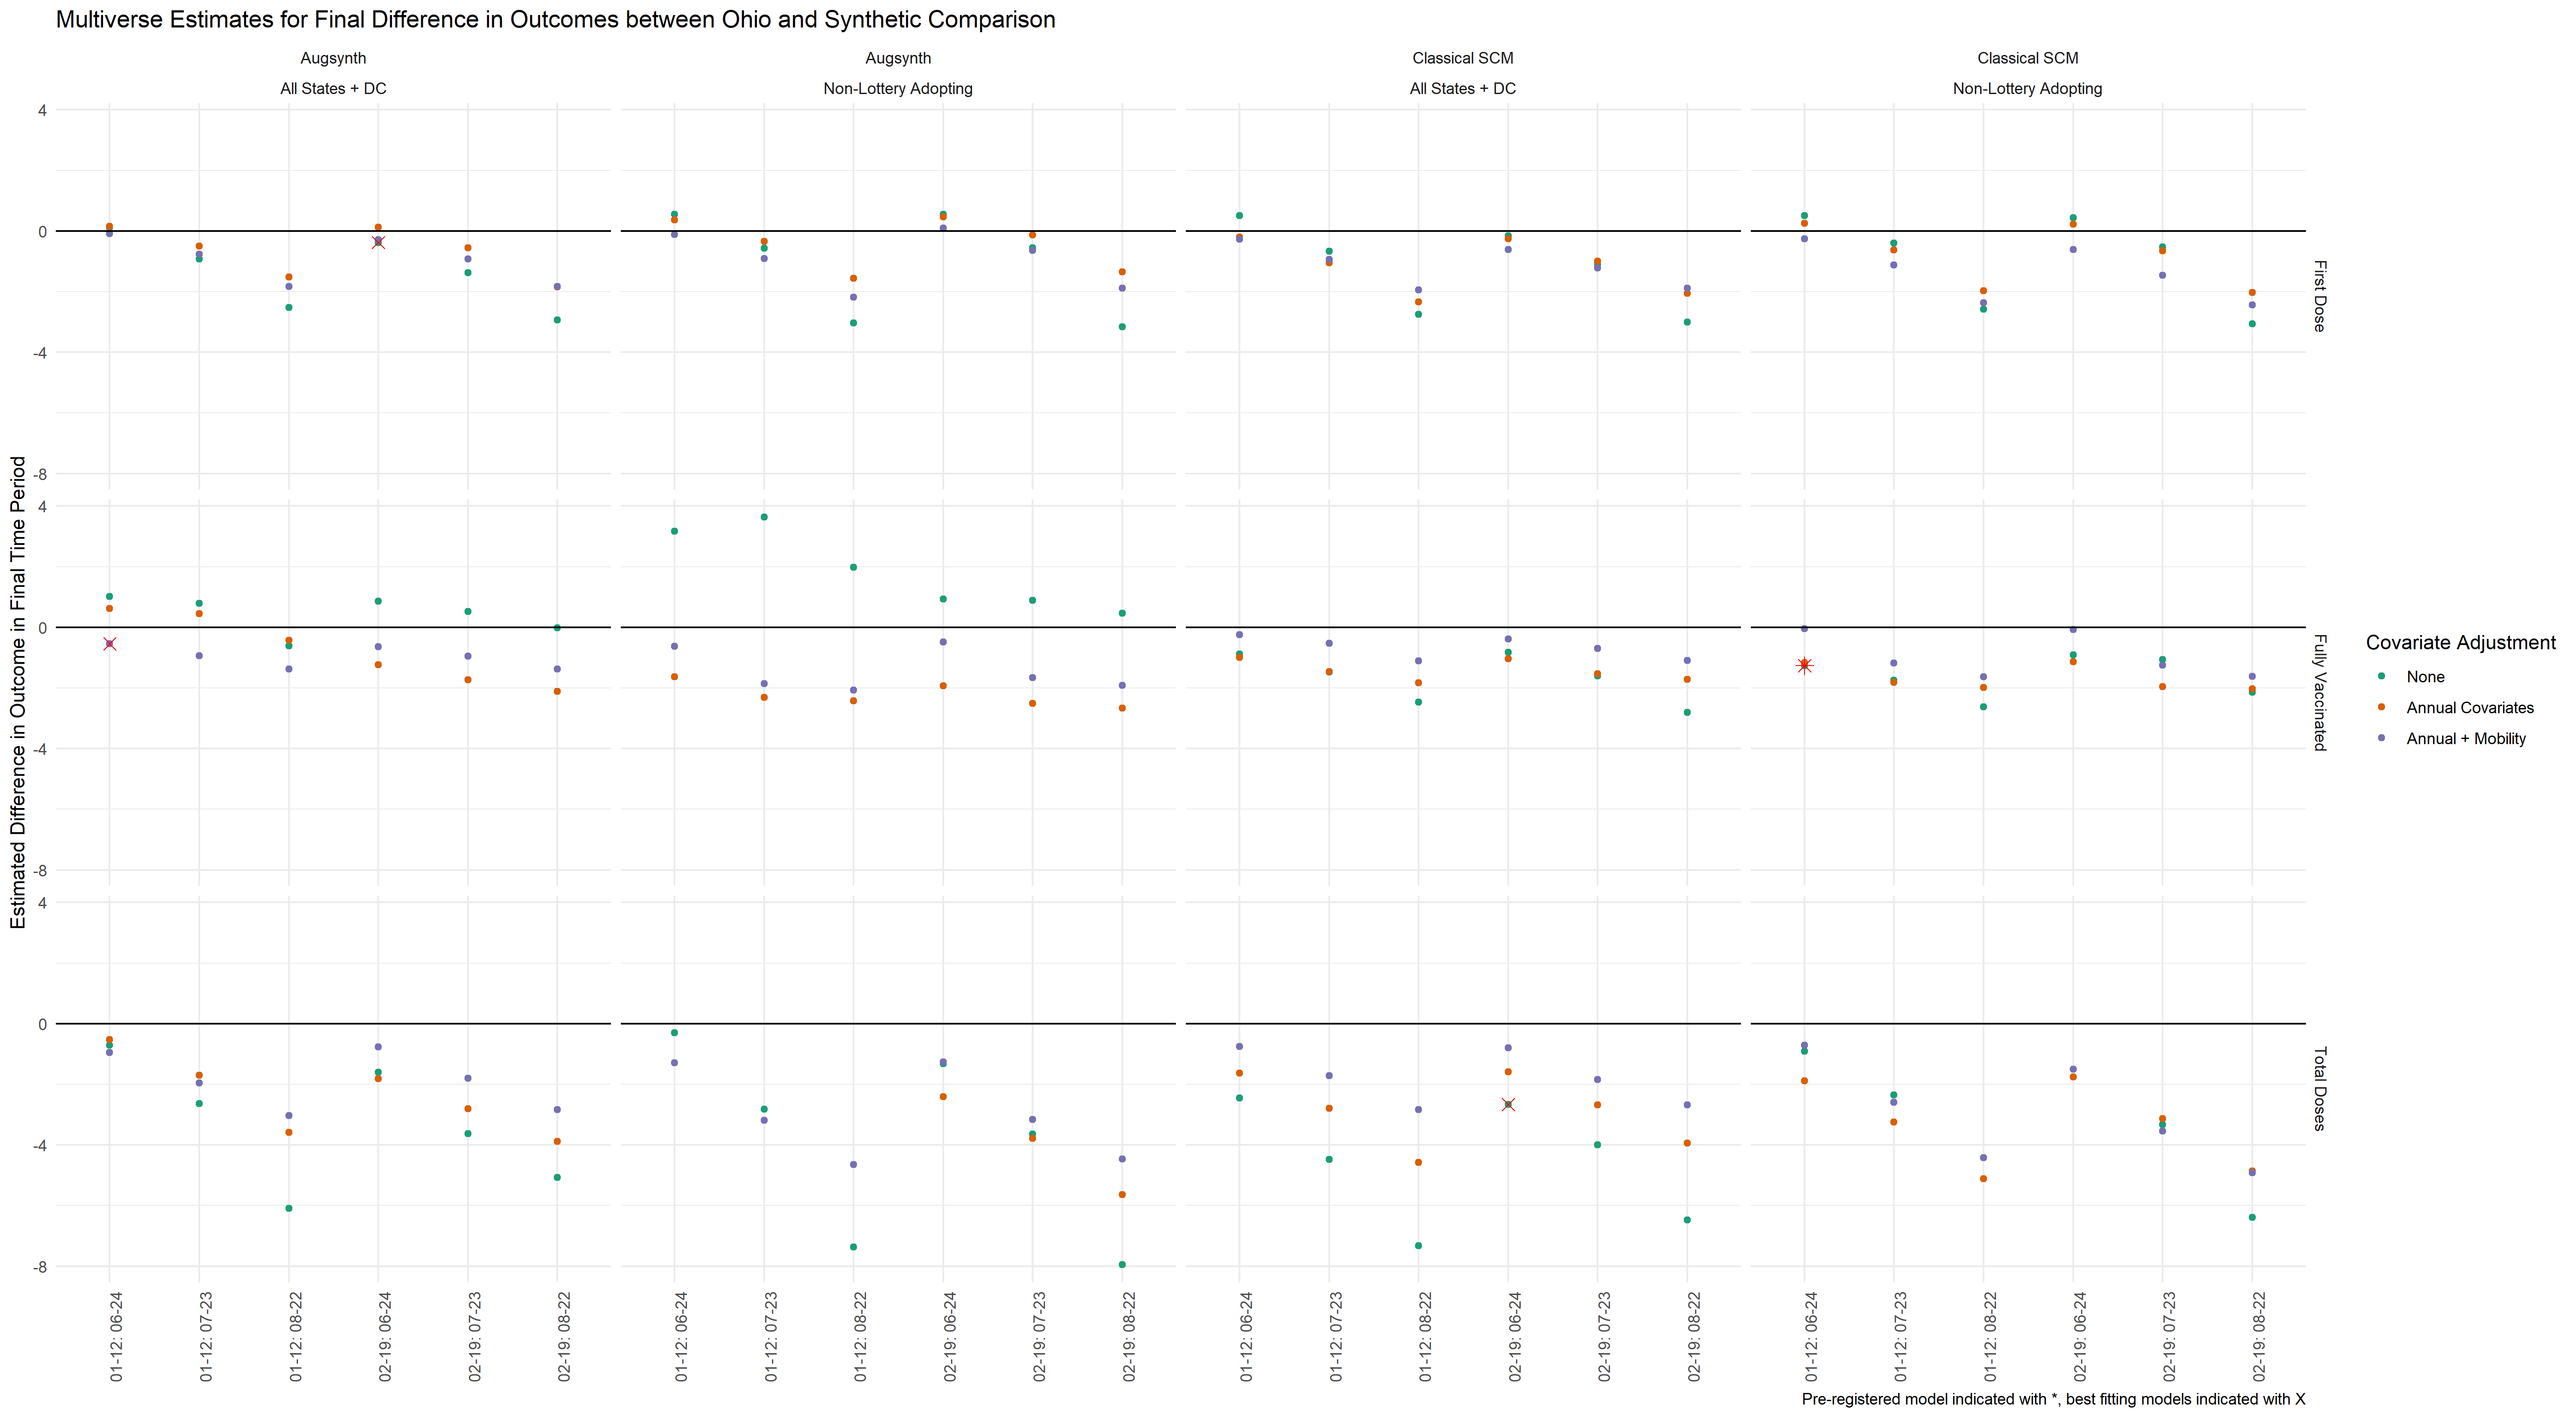 Multiverse Estimates for Final Difference in Outcomes between Ohio and Synthetic Comparison
Augsynth
All States + DC
Augsynth
Non-Lottery Adopting
Classical SCM
All States + DC
Classical SCM
Non-Lottery Adopting
Estimated Difference in Outcome in Final Time Period
4
0
-4
-8
First Dose
4
0
-4
-8
Fully Vaccinated
4
0
-4
-8
Total Doses
Covariate Adjustment
None
Annual Covariates
Annual + Mobility
01-12: 06-24
01-12: 07-23
01-12: 08-22
02-19: 06-24
02-19: 07-23
02-19: 08-22
01-12: 06-24
01-12: 07-23
01-12: 08-22
02-19: 06-24
02-19: 07-23
02-19: 08-22
01-12: 06-24
01-12: 07-23
01-12: 08-22
02-19: 06-24
02-19: 07-23
02-19: 08-22
01-12: 06-24
01-12: 07-23
01-12: 08-22
02-19: 06-24
02-19: 07-23
02-19: 08-22
Pre-registered model indicated with *, best fitting models indicated with X